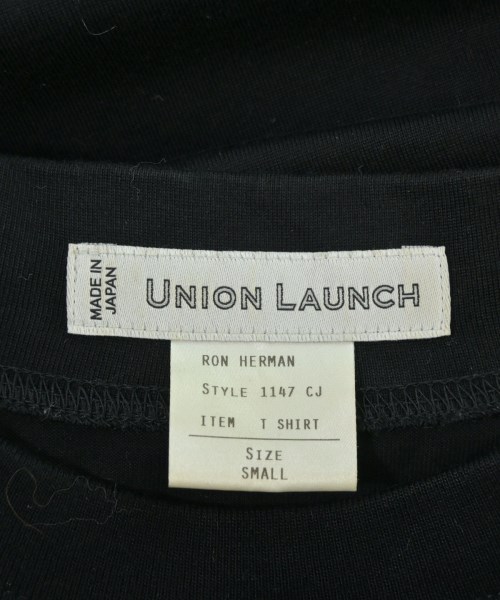 MADE IN
JAPAN
UNION LAUNCH
RON HERMAN
STYLE 1147 CJ
ITEM T SHIRT
SIZE
SMALL